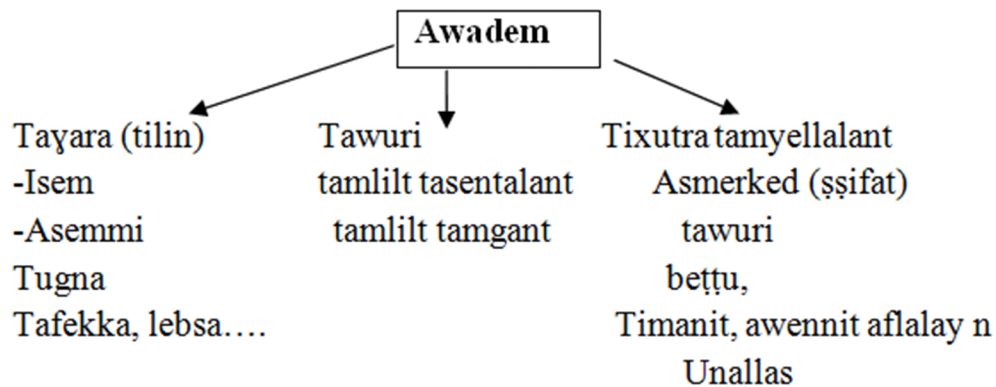 Awadem
Taɣara (tilin)
-Isem
-Asemmi
Tugna
Tafekka, lebsa….
Tawuri
tamlilt tasentalant
tamlilt tamgant
Tixutra tamyellalant
Asmerked (ṣṣifat)
tawuri
beṭṭu,
Timanit, awennit aflalay n
Unallas